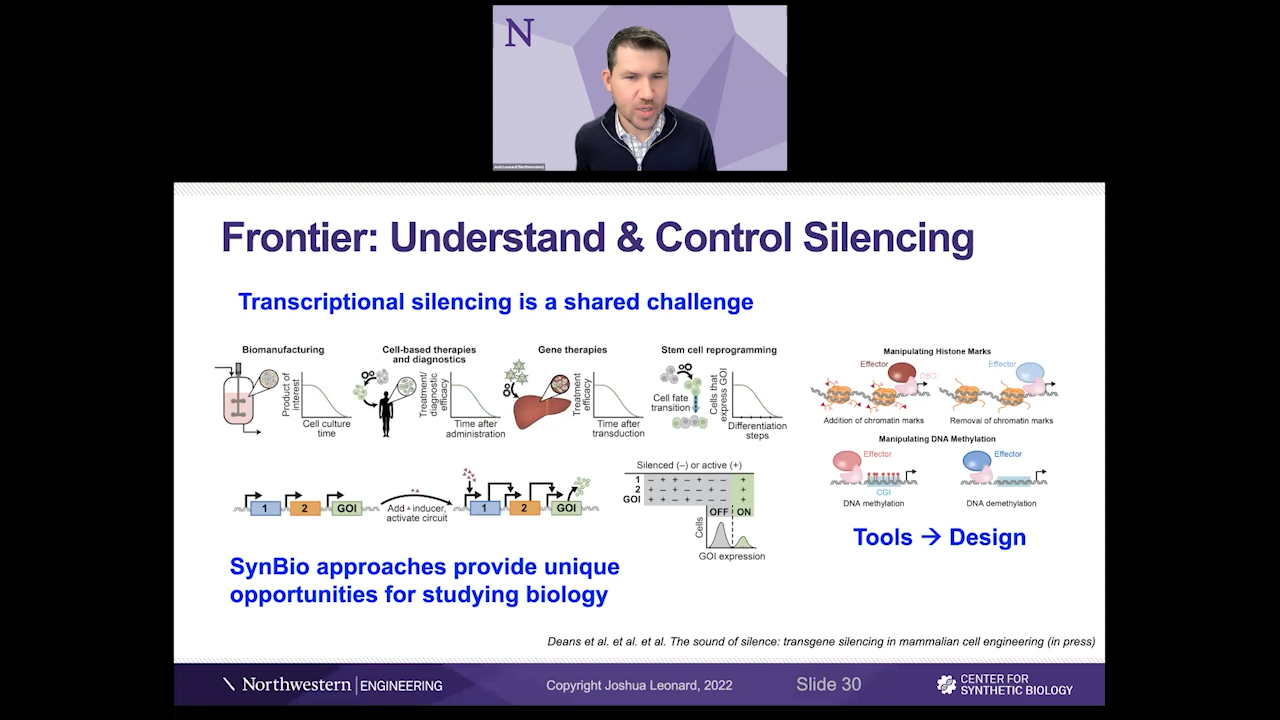 N
Josh Leonard (Northwestern)
Frontier: Understand & Control Silencing
Transcriptional silencing is a shared challenge
Biomanufacturing
Product of
interest
Cell culture
time
Cell-based therapies
and diagnostics
Treatment/
diagnostic
efficacy
Time after
administration
Gene therapies
Treatment
efficacy
Time after
transduction
Stem cell reprogramming
Cell fate
transition
Cells that
express GOI
Differentiation
steps
Manipulating Histone Marks
Effector
DBD
Effector
Addition of chromatin marks
Removal of chromatin marks
Manipulating DNA Methylation
Effector
CGI
DNA methylation
Effector
DNA demethylation
Tools → Design
1
2
GOI
Add inducer,
activate circuit
1
2
GOI
Silenced (–) or active (+)
1 – + + – + – – +
2 – + – + – + – +
GOI – – + + – – + +
OFF ON
Cells
GOI expression
SynBio approaches provide unique
opportunities for studying biology
Deans et al. et al. et al. The sound of silence: transgene silencing in mammalian cell engineering (in press)
Northwestern | ENGINEERING
Copyright Joshua Leonard, 2022
Slide 30
CENTER FOR
SYNTHETIC BIOLOGY